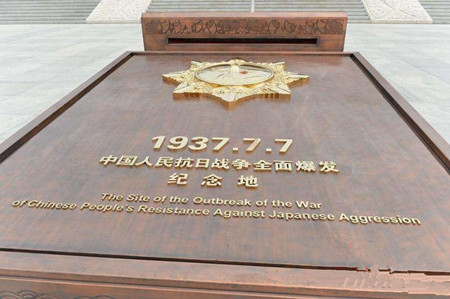 1937.7.7
中国人民抗日战争全面爆发
纪念地
The Site of the Outbreak of the War
of Chinese People's Resistance Against Japanese Aggression